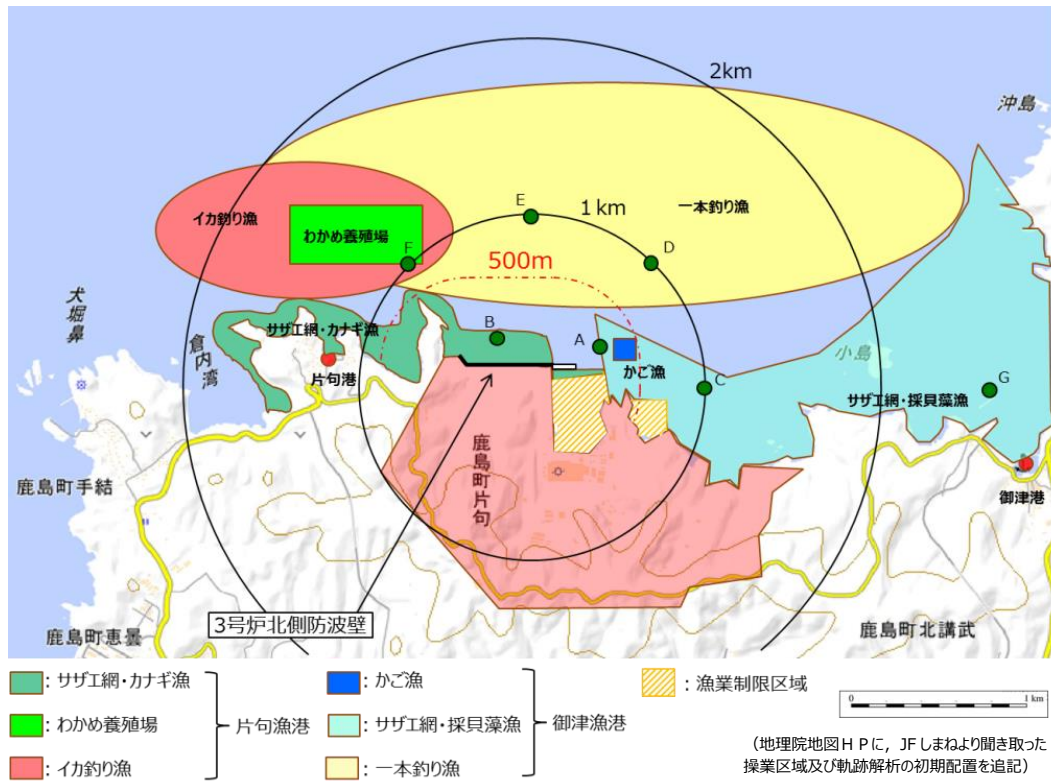 2km
沖島
1km
E
一本釣り漁
イカ釣り漁
わかめ養殖場
F
D
500m
犬堀鼻
倉内湾
サザエ網・カナギ漁
片句港
B
A
かご漁
小島
C
サザエ網・採貝藻漁
G
御津港
鹿島町手結
鹿島町片句
3号炉北側防波壁
鹿島町恵曇
鹿島町北講武
：サザエ網・カナギ漁
：わかめ養殖場
：イカ釣り漁
片句漁港
：かご漁
：サザエ網・採貝藻漁
：一本釣り漁
御津漁港
：漁業制限区域
0 1 km
（地理院地図ＨＰに，JFしまねより聞き取った
操業区域及び軌跡解析の初期配置を追記）